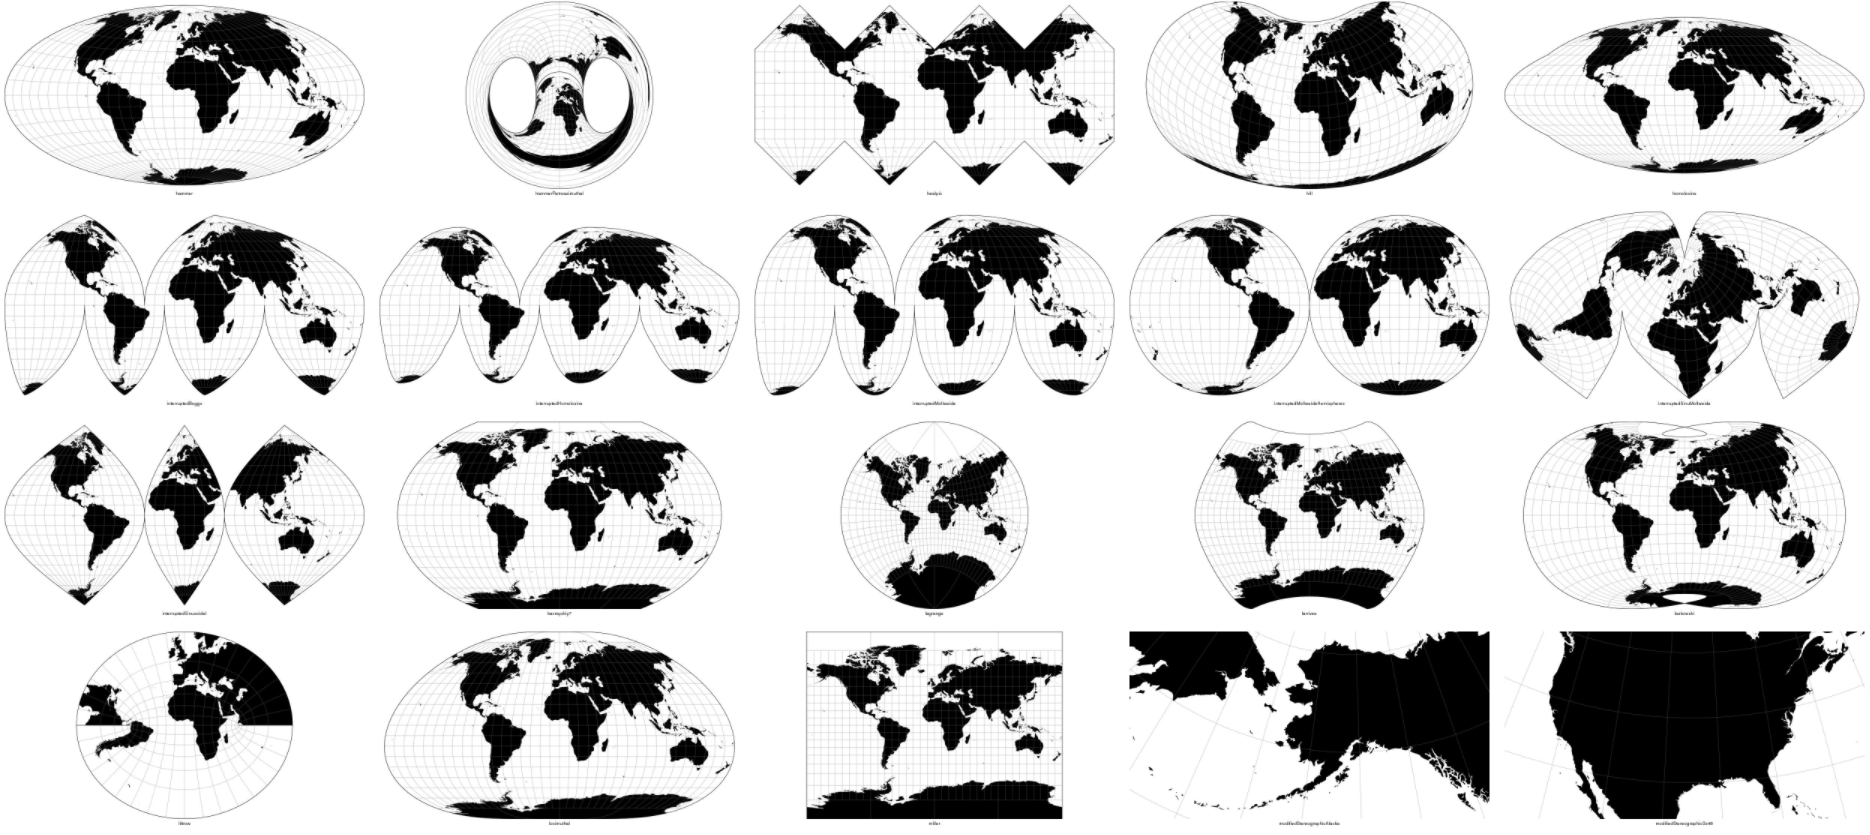 hammer
hammerRetroazimuthal
healpix
hill
homolosine
interruptedBoggs
interruptedHomolosine
interruptedMollweide
interruptedMollweideHemispheres
interruptedSinuMollweide
interruptedSinusoidal
kavrayskiy7
lagrange
larrivee
laskowski
littrow
loximuthal
miller
modifiedStereographicAlaska
modifiedStereographicGs48